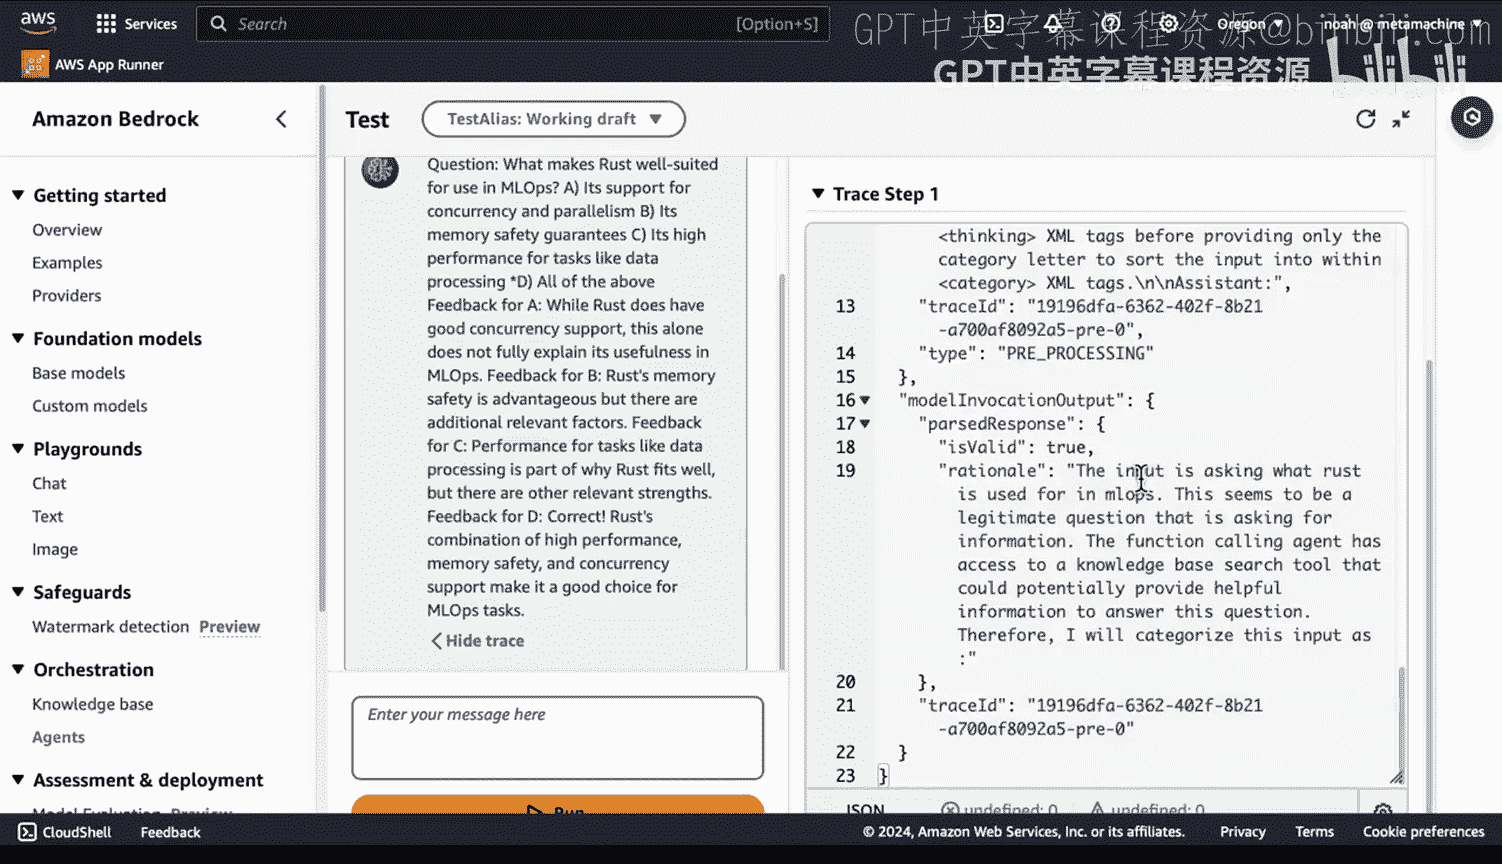 aws
Services
Search
[Option+S]
Oregon
noah @ metamachine
GPT中英字幕课程资源@bilibili.com
AWS App Runner
GPT中英字幕课程资源
bilibili
Amazon Bedrock
Getting started
Overview
Examples
Providers
Foundation models
Base models
Custom models
Playgrounds
Chat
Text
Image
Safeguards
Watermark detection Preview
Orchestration
Knowledge base
Agents
Assessment & deployment
Model Evaluation Preview
Test
TestAlias: Working draft
Question: What makes Rust well-suited
for use in MLOps? A) Its support for
concurrency and parallelism B) Its
memory safety guarantees C) Its high
performance for tasks like data
processing *D) All of the above
Feedback for A: While Rust does have
good concurrency support, this alone
does not fully explain its usefulness in
MLOps. Feedback for B: Rust's memory
safety is advantageous but there are
additional relevant factors. Feedback
for C: Performance for tasks like data
processing is part of why Rust fits well,
but there are other relevant strengths.
Feedback for D: Correct! Rust's
combination of high performance,
memory safety, and concurrency
support make it a good choice for
MLOps tasks.
Hide trace
Enter your message here
Run
Trace Step 1
<thinking> XML tags before providing only the
category letter to sort the input into within
<category> XML tags.\n\nAssistant:",
13 "traceId": "19196dfa-6362-402f-8b21
-a700af8092a5-pre-0",
14 "type": "PRE_PROCESSING"
15 },
16 "modelInvocationOutput": {
17 "parsedResponse": {
18 "isValid": true,
19 "rationale": "The input is asking what rust
is used for in mlops. This seems to be a
legitimate question that is asking for
information. The function calling agent has
access to a knowledge base search tool that
could potentially provide helpful
information to answer this question.
Therefore, I will categorize this input as
:"
20 },
21 "traceId": "19196dfa-6362-402f-8b21
-a700af8092a5-pre-0"
22 }
23 }
JSON undefined: 0 undefined: 0
CloudShell Feedback
© 2024, Amazon Web Services, Inc. or its affiliates. Privacy Terms Cookie preferences